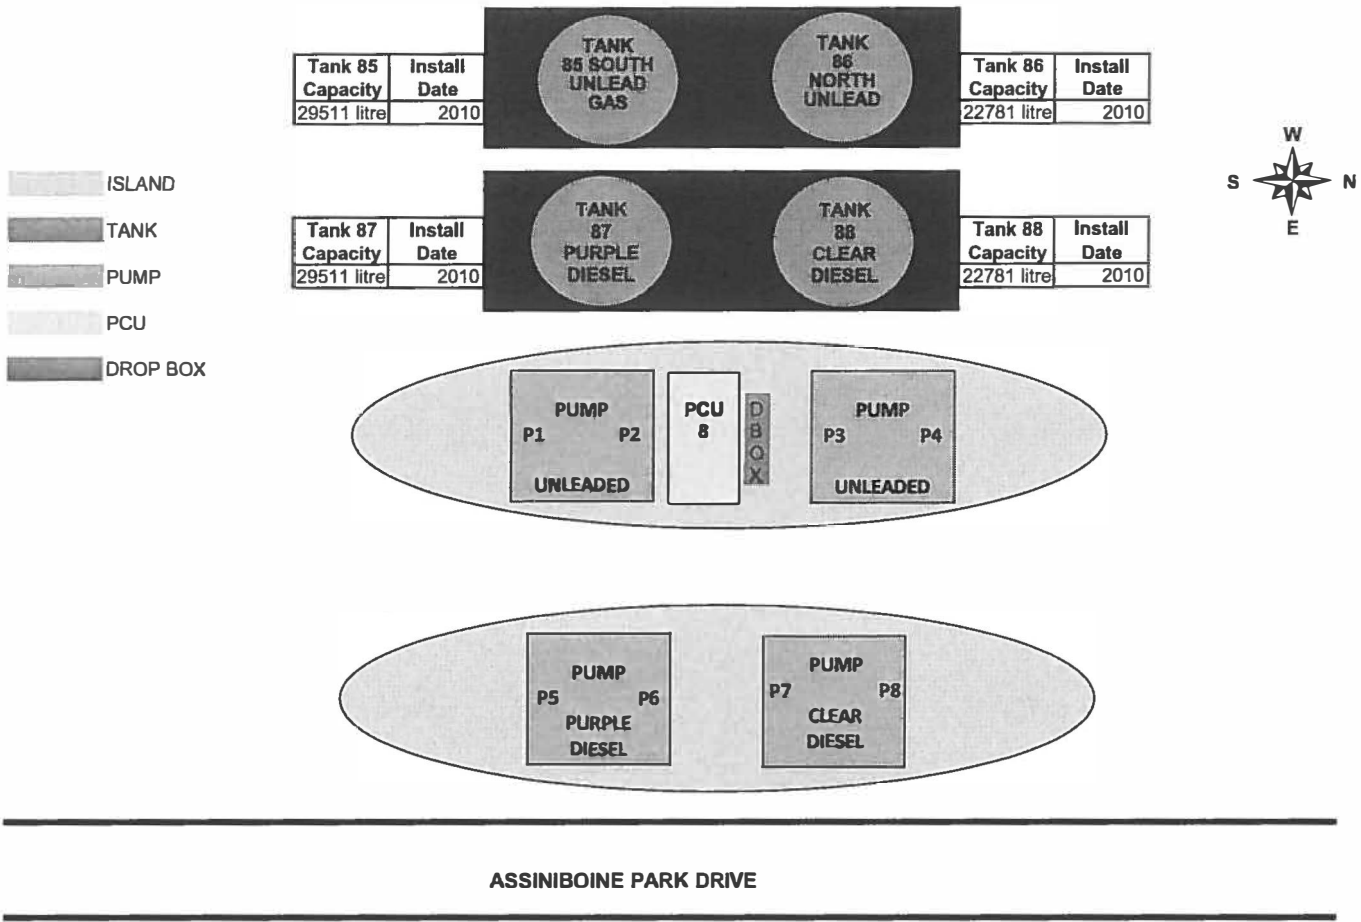 TANK
85 SOUTH
UNLEAD
GAS
TANK
86
NORTH
UNLEAD
Tank 85 Capacity Install Date
29511 litre 2010
Tank 86 Capacity Install Date
22781 litre 2010
W
S N
E
ISLAND
TANK
PUMP
PCU
DROP BOX
TANK
87
PURPLE
DIESEL
TANK
88
CLEAR
DIESEL
Tank 87 Capacity Install Date
29511 litre 2010
Tank 88 Capacity Install Date
22781 litre 2010
PUMP
P1 P2
UNLEADED
PCU
8
DBOX
PUMP
P3 P4
UNLEADED
PUMP
P5 P6
PURPLE
DIESEL
PUMP
P7 P8
CLEAR
DIESEL
ASSINIBOINE PARK DRIVE